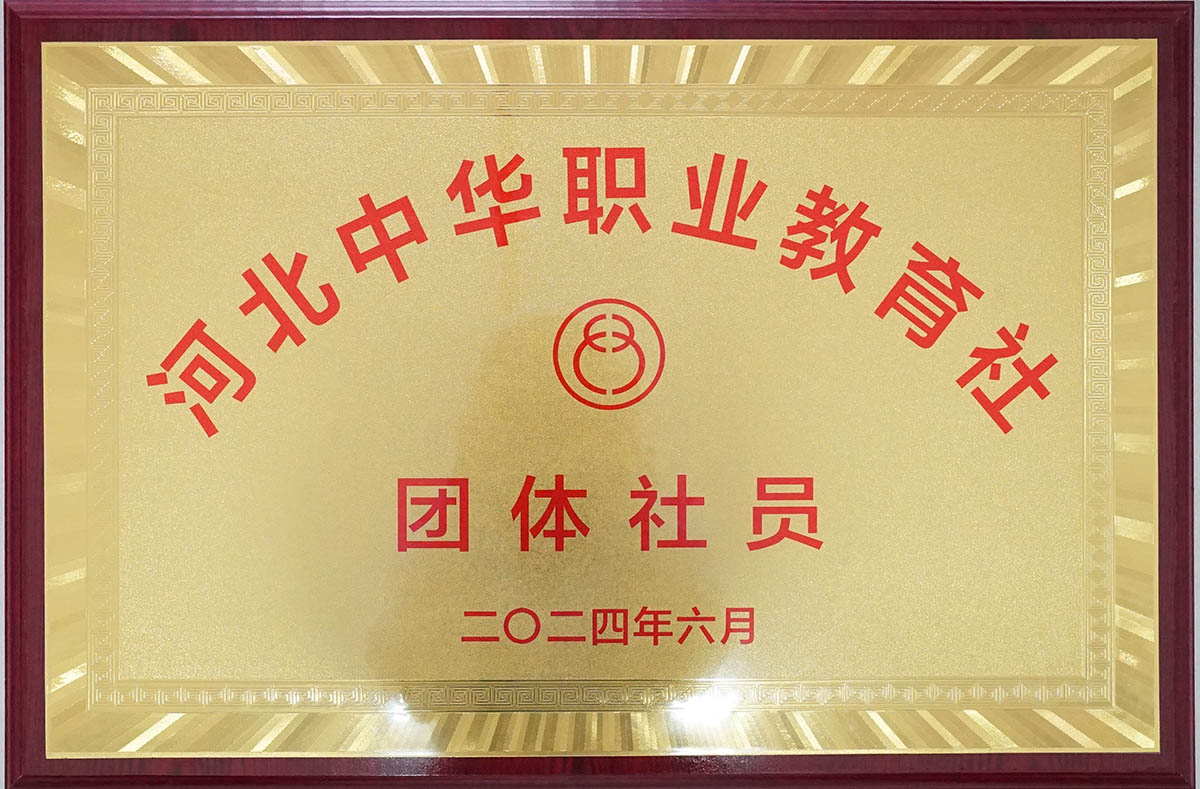 河北中华职业教育社
团体社员
二〇二四年六月